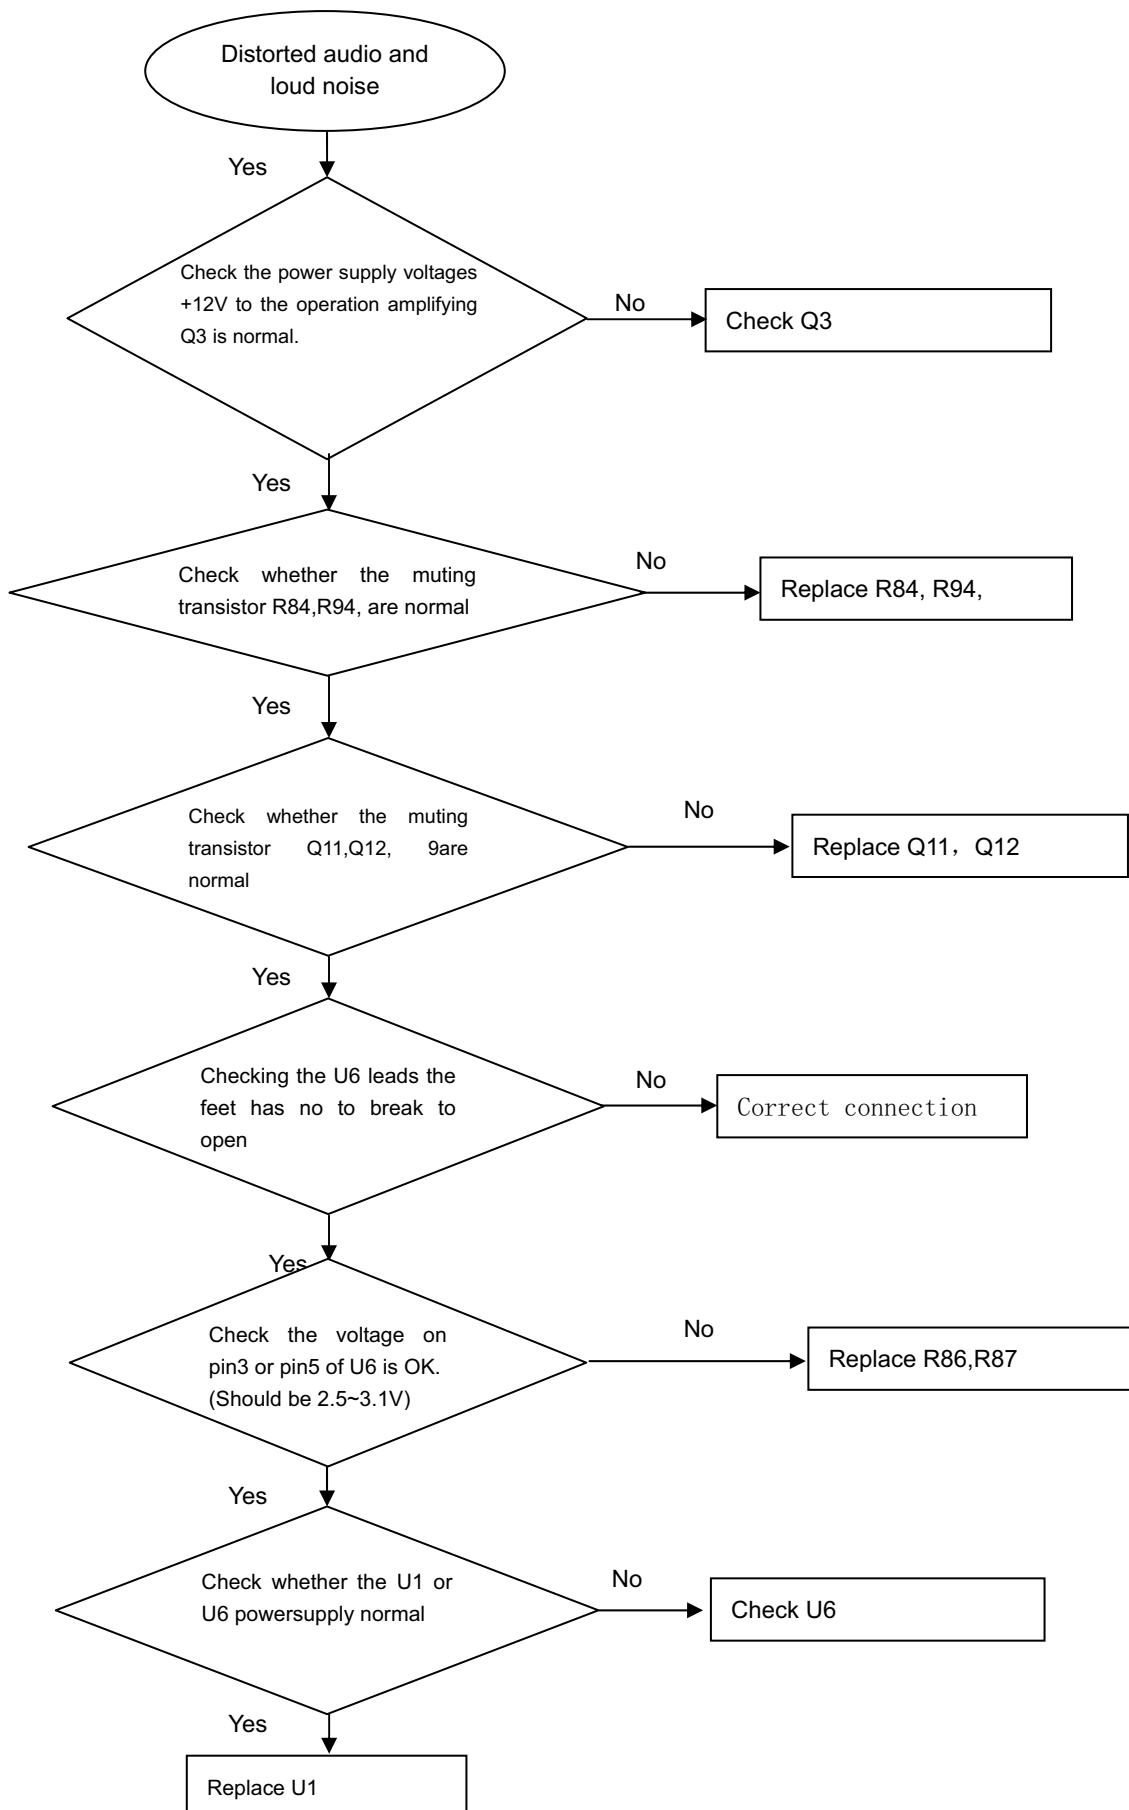 Distorted audio and
loud noise
Yes
Check the power supply voltages
+12V to the operation amplifying
Q3 is normal.
No
Check Q3
Yes
Check whether the muting
transistor R84,R94, are normal
No
Replace R84, R94,
Yes
Check whether the muting
transistor Q11,Q12, 9are
normal
No
Replace Q11，Q12
Yes
Checking the U6 leads the
feet has no to break to
open
No
Correct connection
Yes
Check the voltage on
pin3 or pin5 of U6 is OK.
(Should be 2.5~3.1V)
No
Replace R86,R87
Yes
Check whether the U1 or
U6 powersupply normal
No
Check U6
Yes
Replace U1